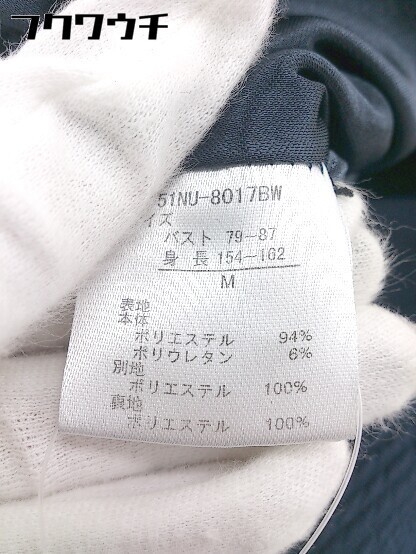 フクワウチ
51NU-8017BW
イズ
バスト 79-87
身長 154-162
M
表地
本体
ポリエステル 94%
ポリウレタン 6%
別地
ポリエステル 100%
裏地
ポリエステル 100%